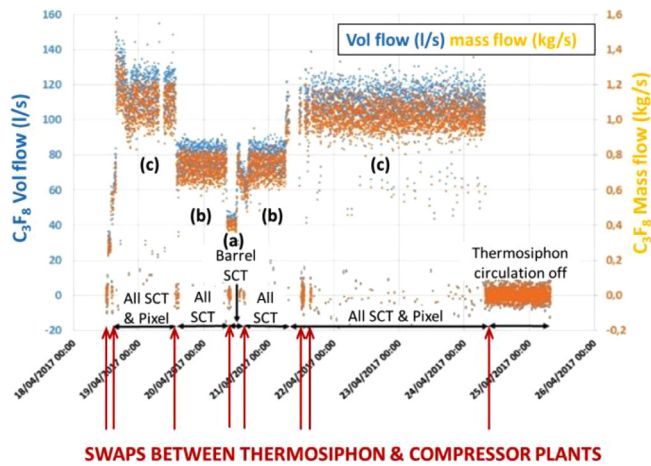 Vol flow (l/s) mass flow (kg/s)
C₃F₈ Vol flow (l/s)
C₃F₈ Mass flow (kg/s)
160
140
120
100
80
60
40
20
0
-20
1,6
1,4
1,2
1,0
0,8
0,6
0,4
0,2
0,0
-0,2
(c)
(b)
(a)
(b)
(c)
Barrel
SCT
Thermosiphon
circulation off
All SCT
& Pixel
All
SCT
All
SCT
All SCT & Pixel
18/04/2017 00:00
19/04/2017 00:00
20/04/2017 00:00
21/04/2017 00:00
22/04/2017 00:00
23/04/2017 00:00
24/04/2017 00:00
25/04/2017 00:00
26/04/2017 00:00
SWAPS BETWEEN THERMOSIPHON & COMPRESSOR PLANTS